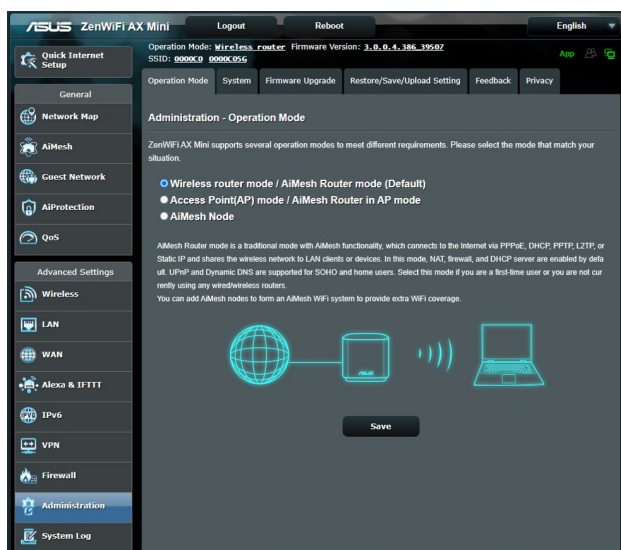 ASUS ZenWiFi AX Mini
Logout
Reboot
English
Quick Internet
Setup
Operation Mode: Wireless router Firmware Version: 3.0.0.4.386_39507
SSID: 0000C0 0000C05G
App
General
Network Map
AiMesh
Guest Network
AiProtection
QoS
Advanced Settings
Wireless
LAN
WAN
Alexa & IFTTT
IPv6
VPN
Firewall
Administration
System Log
Operation Mode
System
Firmware Upgrade
Restore/Save/Upload Setting
Feedback
Privacy
Administration - Operation Mode
ZenWiFi AX Mini supports several operation modes to meet different requirements. Please select the mode that match your
situation.
Wireless router mode / AiMesh Router mode (Default)
Access Point(AP) mode / AiMesh Router in AP mode
AiMesh Node
AiMesh Router mode is a traditional mode with AiMesh functionality, which connects to the Internet via PPPoE, DHCP, PPTP, L2TP, or
Static IP and shares the wireless network to LAN clients or devices. In this mode, NAT, firewall, and DHCP server are enabled by defa
ult. UPnP and Dynamic DNS are supported for SOHO and home users. Select this mode if you are a first-time user or you are not cur
rently using any wired/wireless routers.
You can add AiMesh nodes to form an AiMesh WiFi system to provide extra WiFi coverage.
ASUS
Save